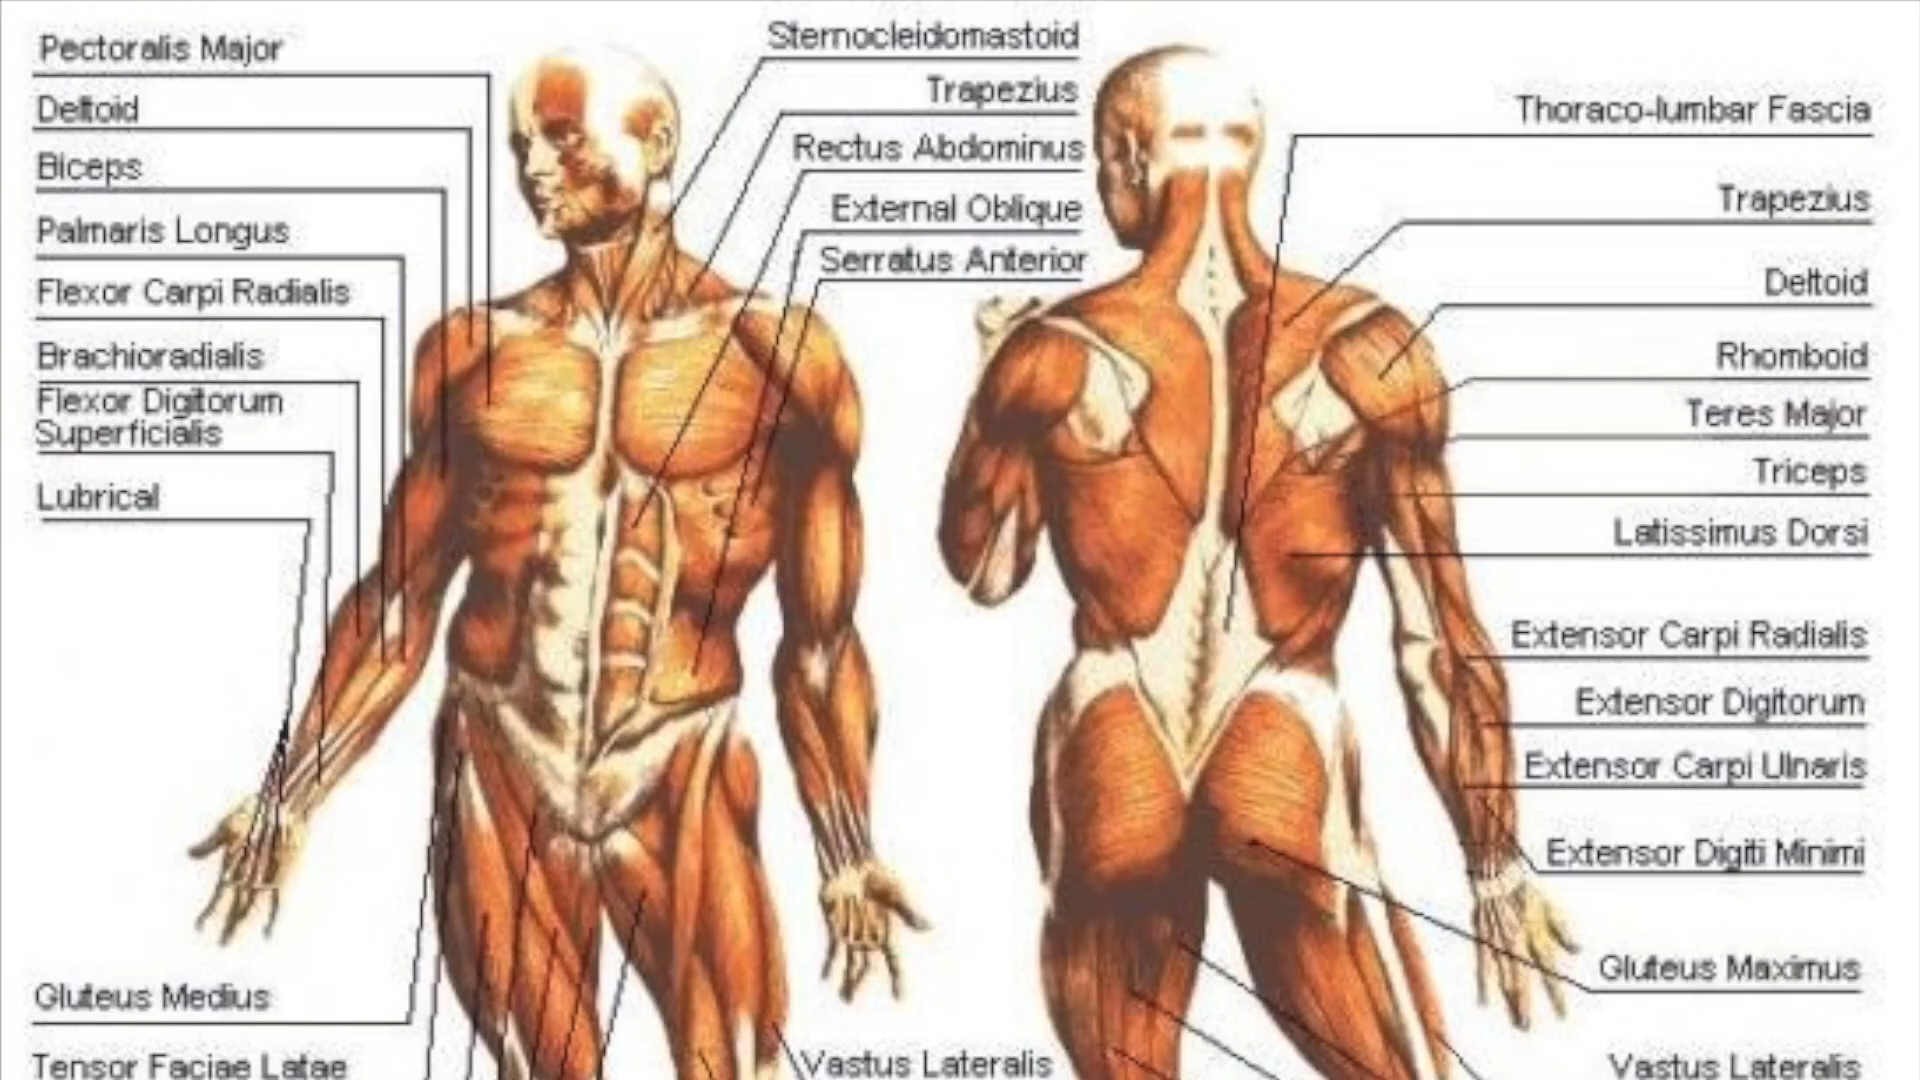 Pectoralis Major
Deltoid
Biceps
Palmaris Longus
Flexor Carpi Radialis
Brachioradialis
Flexor Digitorum
Superficialis
Lubrical
Gluteus Medius
Tensor Faciae Latae
Sternocleidomastoid
Trapezius
Rectus Abdominus
External Oblique
Serratus Anterior
Vastus Lateralis
Thoraco-lumbar Fascia
Trapezius
Deltoid
Rhomboid
Teres Major
Triceps
Latissimus Dorsi
Extensor Carpi Radialis
Extensor Digitorum
Extensor Carpi Ulnaris
Extensor Digiti Minimi
Gluteus Maximus
Vastus Lateralis